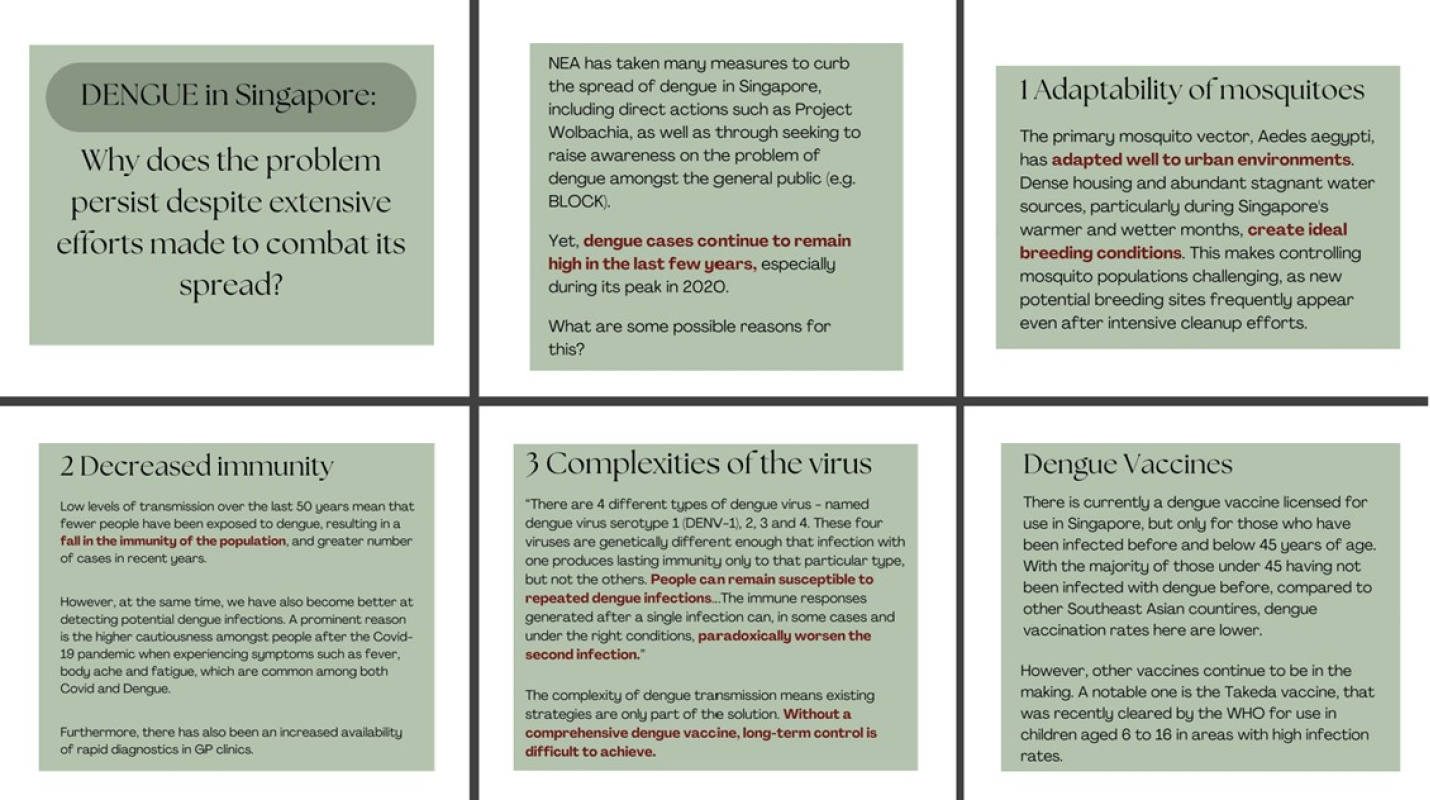 DENGUE in Singapore:
Why does the problem
persist despite extensive
efforts made to combat its
spread?
NEA has taken many measures to curb
the spread of dengue in Singapore,
including direct actions such as Project
Wolbachia, as well as through seeking to
raise awareness on the problem of
dengue amongst the general public (e.g.
BLOCK).
Yet, dengue cases continue to remain
high in the last few years, especially
during its peak in 2020.
What are some possible reasons for
this?
1 Adaptability of mosquitoes
The primary mosquito vector, Aedes aegypti,
has adapted well to urban environments.
Dense housing and abundant stagnant water
sources, particularly during Singapore's
warmer and wetter months, create ideal
breeding conditions. This makes controlling
mosquito populations challenging, as new
potential breeding sites frequently appear
even after intensive cleanup efforts.
2 Decreased immunity
Low levels of transmission over the last 50 years mean that
fewer people have been exposed to dengue, resulting in a
fall in the immunity of the population, and greater number
of cases in recent years.
However, at the same time, we have also become better at
detecting potential dengue infections. A prominent reason
is the higher cautiousness amongst people after the Covid-
19 pandemic when experiencing symptoms such as fever,
body ache and fatigue, which are common among both
Covid and Dengue.
Furthermore, there has also been an increased availability
of rapid diagnostics in GP clinics.
3 Complexities of the virus
"There are 4 different types of dengue virus – named
dengue virus serotype 1 (DENV-1), 2, 3 and 4. These four
viruses are genetically different enough that infection with
one produces lasting immunity only to that particular type,
but not the others. People can remain susceptible to
repeated dengue infections...The immune responses
generated after a single infection can, in some cases and
under the right conditions, paradoxically worsen the
second infection."
The complexity of dengue transmission means existing
strategies are only part of the solution. Without a
comprehensive dengue vaccine, long-term control is
difficult to achieve.
Dengue Vaccines
There is currently a dengue vaccine licensed for
use in Singapore, but only for those who have
been infected before and below 45 years of age.
With the majority of those under 45 having not
been infected with dengue before, compared to
other Southeast Asian countires, dengue
vaccination rates here are lower.
However, other vaccines continue to be in the
making. A notable one is the Takeda vaccine, that
was recently cleared by the WHO for use in
children aged 6 to 16 in areas with high infection
rates.